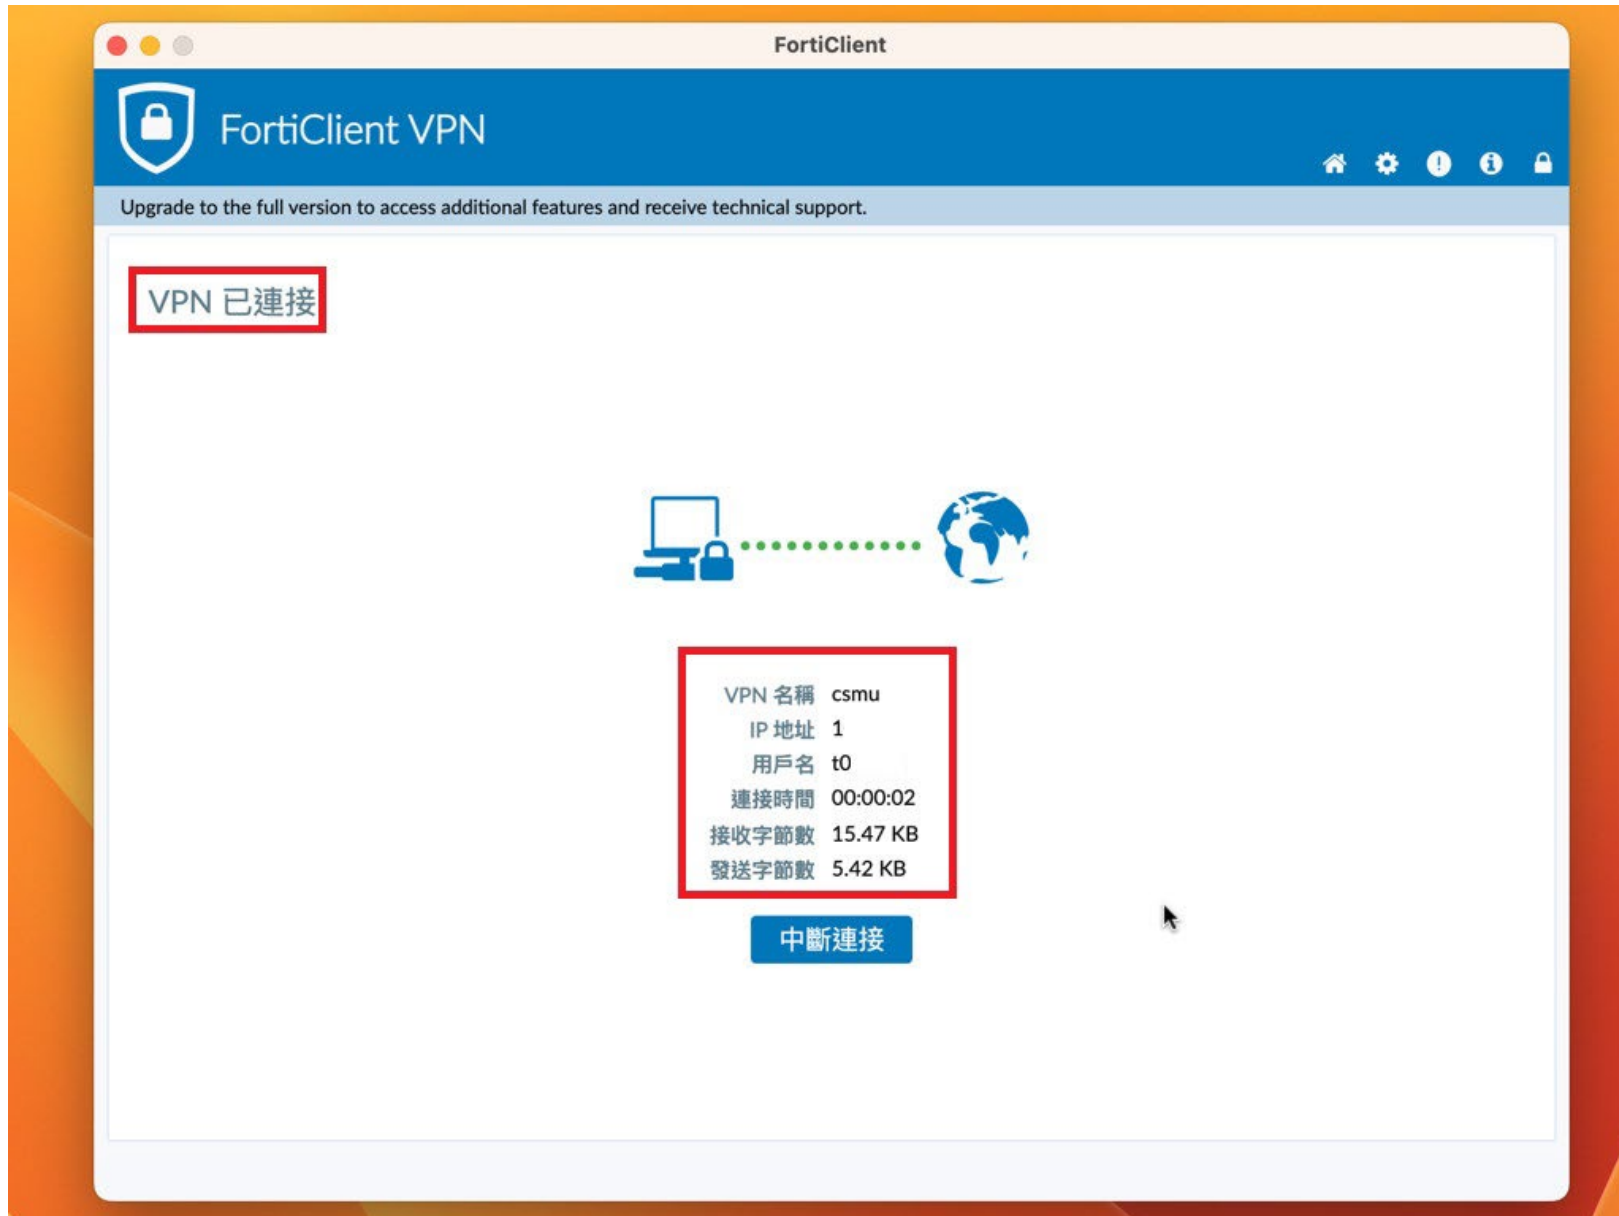 FortiClient
FortiClient VPN
Upgrade to the full version to access additional features and receive technical support.
VPN 已連接
VPN 名稱 csmu
IP 地址 1
用戶名 t0
連接時間 00:00:02
接收字節數 15.47 KB
發送字節數 5.42 KB
中斷連接